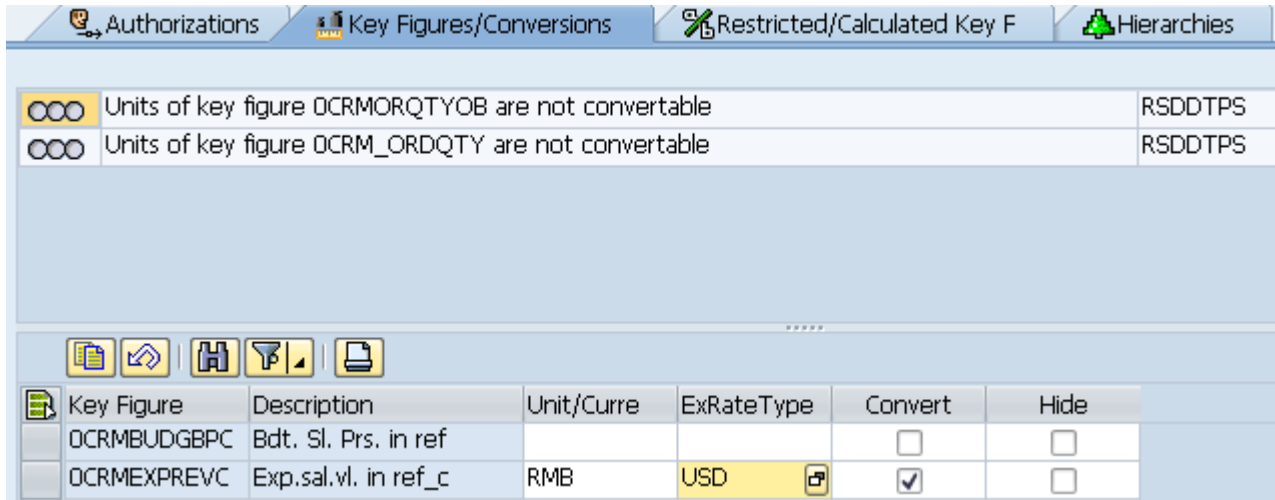 Authorizations Key Figures/Conversions Restricted/Calculated Key F Hierarchies
Units of key figure 0CRMORQTYOB are not convertable RSDDTPS
Units of key figure 0CRM_ORDQTY are not convertable RSDDTPS
Key Figure Description Unit/Curre ExRateType Convert Hide
0CRMBUDGBPC Bdt. Sl. Prs. in ref
0CRMEXPREVC Exp.sal.vl. in ref_c RMB USD